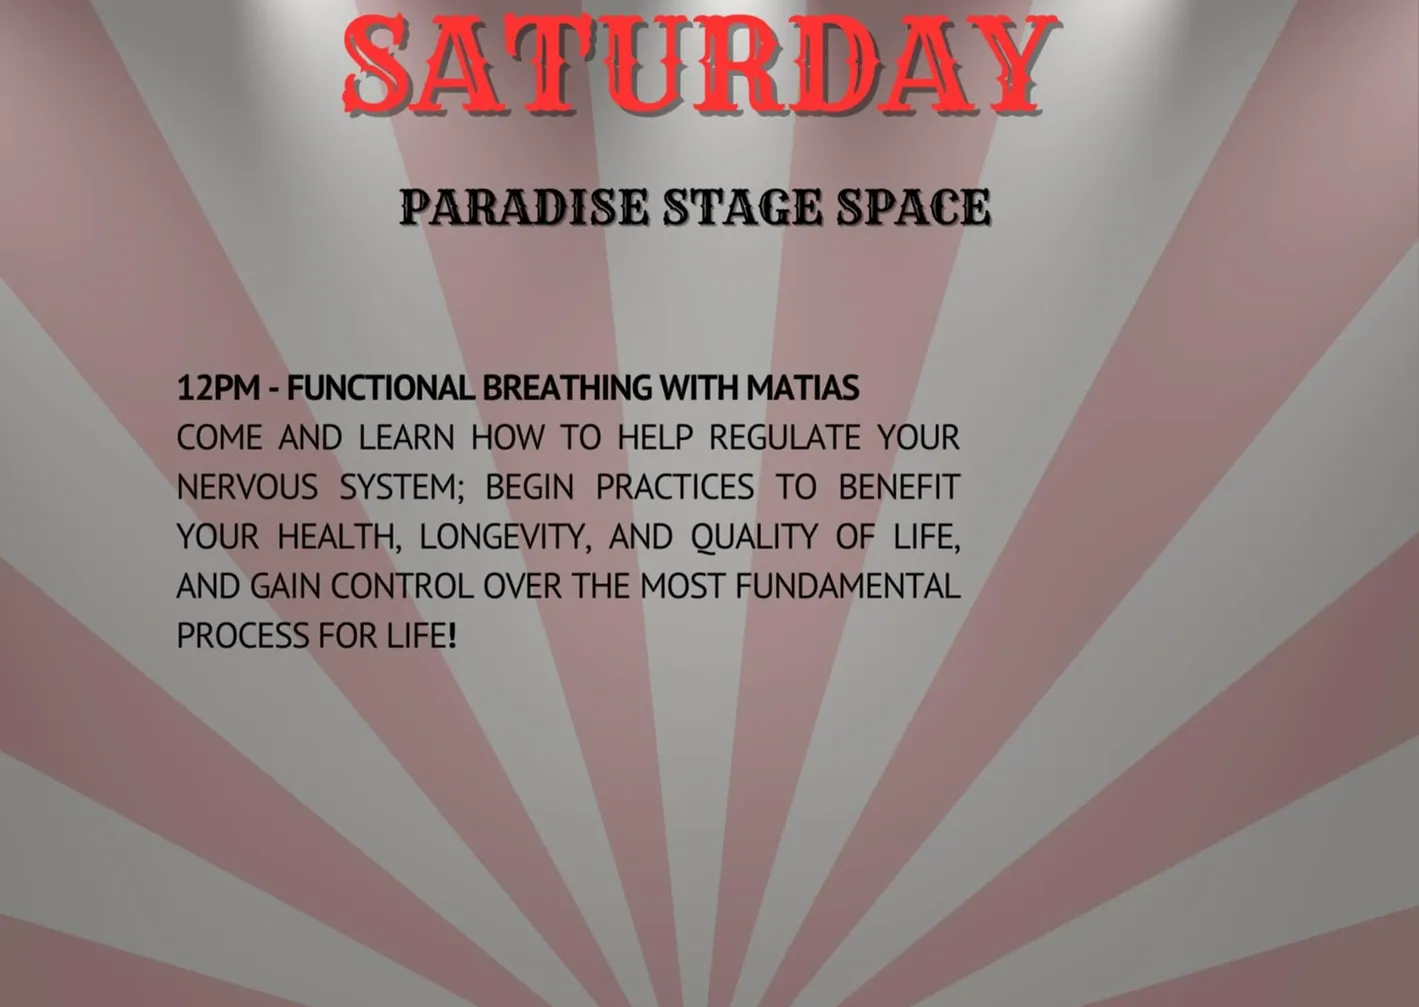 SATURDAY
PARADISE STAGE SPACE
12PM - FUNCTIONAL BREATHING WITH MATIAS
COME AND LEARN HOW TO HELP REGULATE YOUR
NERVOUS SYSTEM; BEGIN PRACTICES TO BENEFIT
YOUR HEALTH, LONGEVITY, AND QUALITY OF LIFE,
AND GAIN CONTROL OVER THE MOST FUNDAMENTAL
PROCESS FOR LIFE!